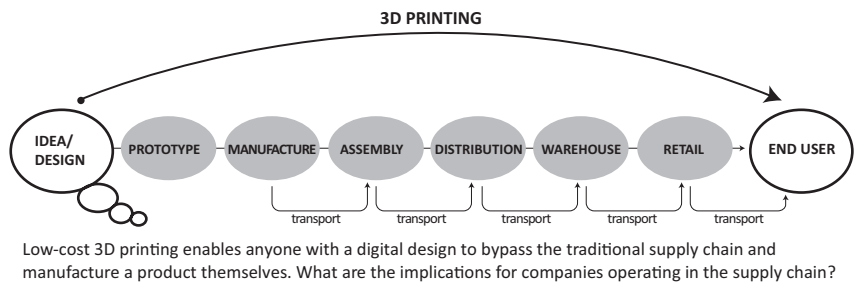 3D PRINTING
IDEA/
DESIGN
PROTOTYPE
MANUFACTURE
ASSEMBLY
DISTRIBUTION
WAREHOUSE
RETAIL
END USER
transport
transport
transport
transport
transport
Low-cost 3D printing enables anyone with a digital design to bypass the traditional supply chain and
manufacture a product themselves. What are the implications for companies operating in the supply chain?